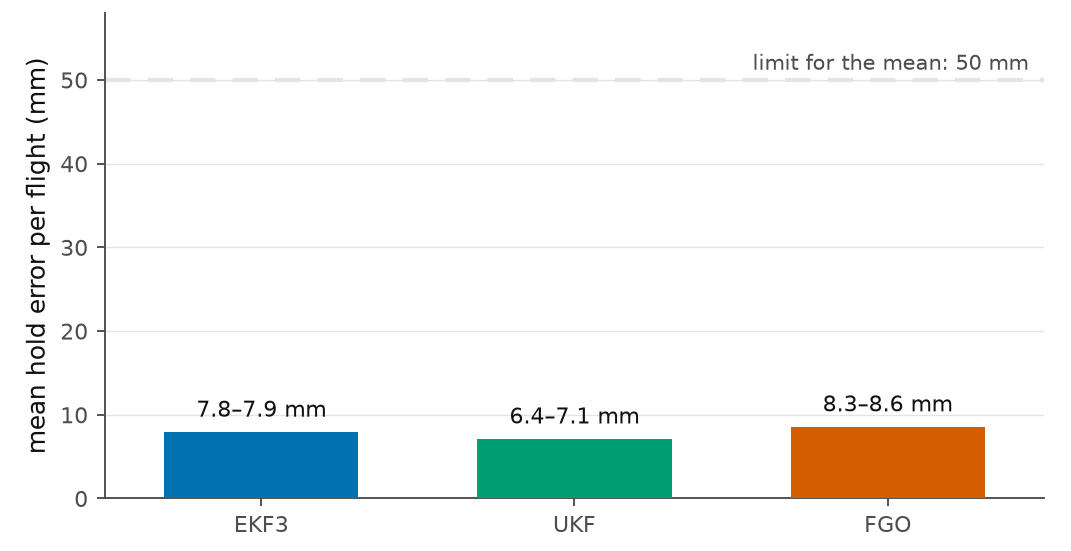 mean hold error per flight (mm)
50
40
30
20
10
0
limit for the mean: 50 mm
7.8–7.9 mm
6.4–7.1 mm
8.3–8.6 mm
EKF3
UKF
FGO